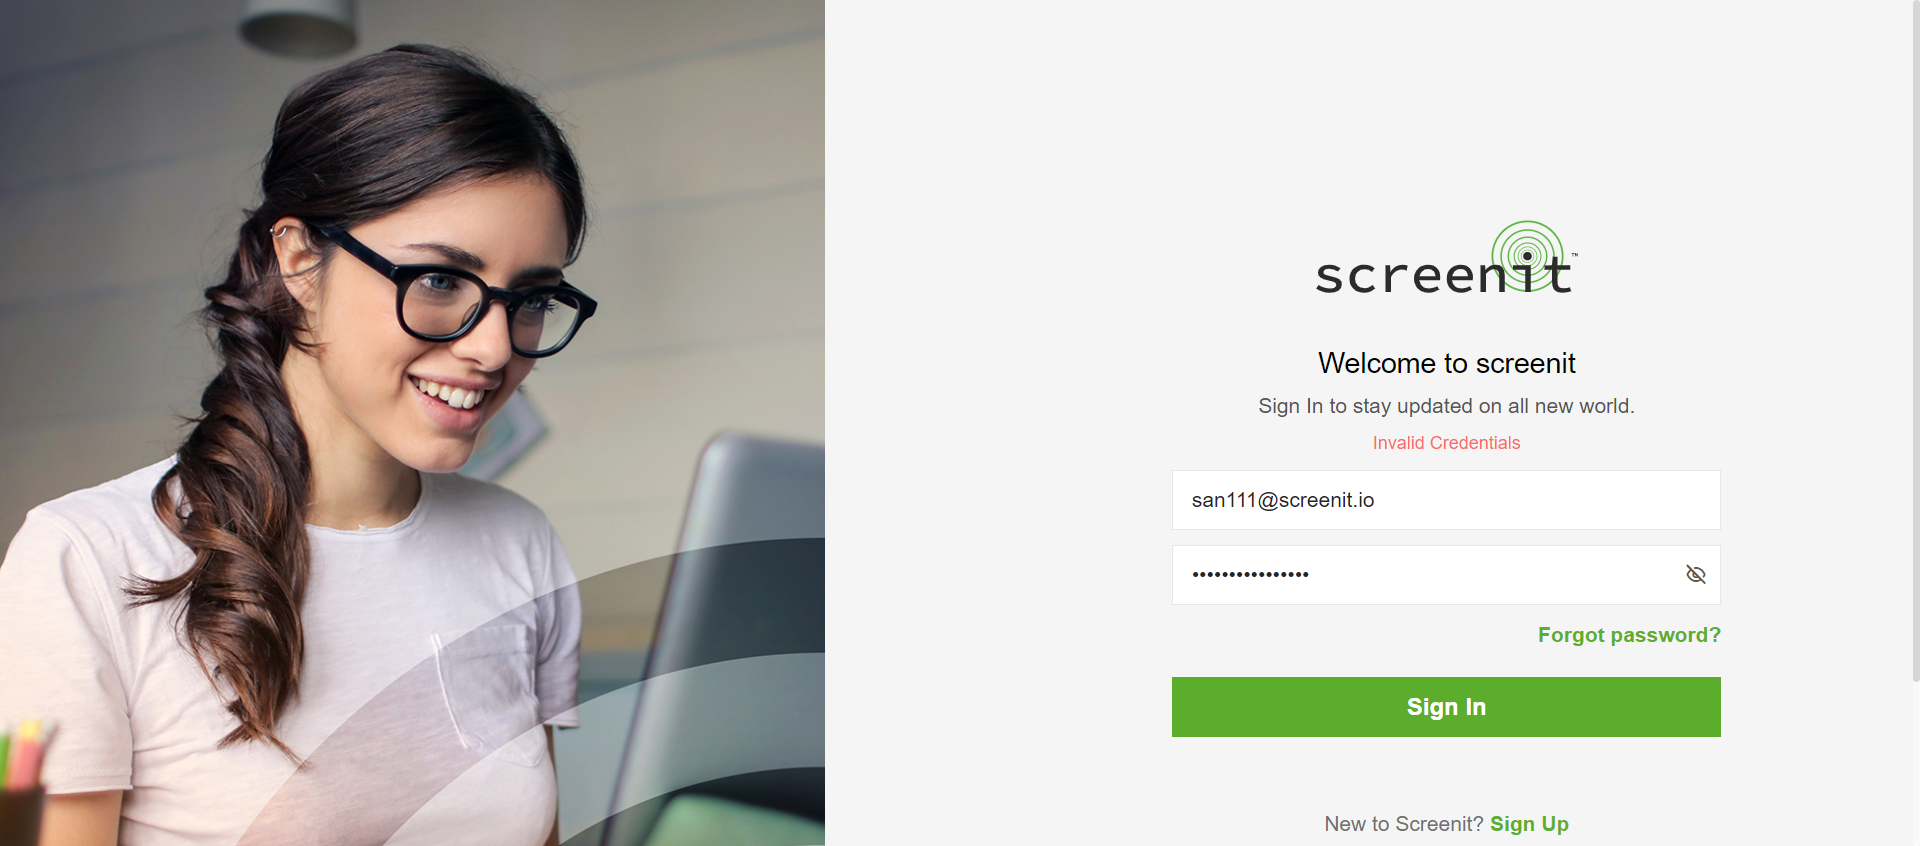 screenit™
Welcome to screenit
Sign In to stay updated on all new world.
Invalid Credentials
san111@screenit.io
••••••••••••••••
Forgot password?
Sign In
New to Screenit? Sign Up